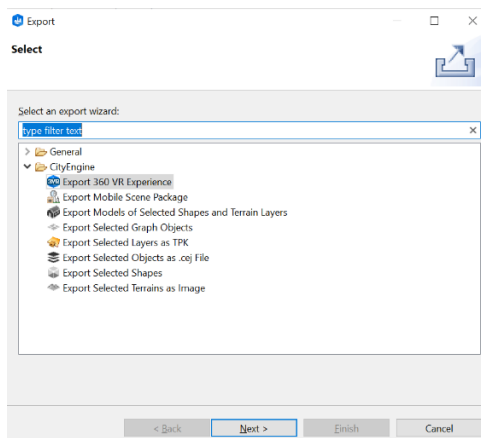 Export
Select
Select an export wizard:
type filter text
General
CityEngine
Export 360 VR Experience
Export Mobile Scene Package
Export Models of Selected Shapes and Terrain Layers
Export Selected Graph Objects
Export Selected Layers as TPK
Export Selected Objects as .cej File
Export Selected Shapes
Export Selected Terrains as Image
< Back Next > Finish Cancel